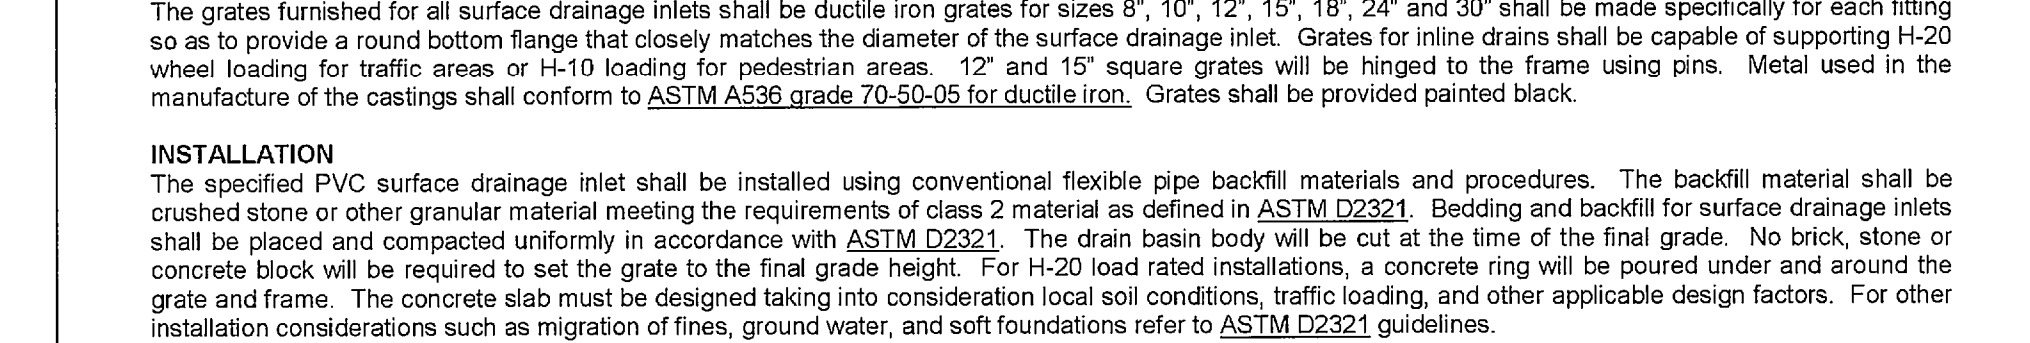 The grates furnished for all surface drainage inlets shall be ductile iron grates for sizes 8", 10", 12", 15", 18", 24" and 30" shall be made specifically for each fitting
so as to provide a round bottom flange that closely matches the diameter of the surface drainage inlet. Grates for inline drains shall be capable of supporting H-20
wheel loading for traffic areas or H-10 loading for pedestrian areas. 12" and 15" square grates will be hinged to the frame using pins. Metal used in the
manufacture of the castings shall conform to ASTM A536 grade 70-50-05 for ductile iron. Grates shall be provided painted black.
INSTALLATION
The specified PVC surface drainage inlet shall be installed using conventional flexible pipe backfill materials and procedures. The backfill material shall be
crushed stone or other granular material meeting the requirements of class 2 material as defined in ASTM D2321. Bedding and backfill for surface drainage inlets
shall be placed and compacted uniformly in accordance with ASTM D2321. The drain basin body will be cut at the time of the final grade. No brick, stone or
concrete block will be required to set the grate to the final grade height. For H-20 load rated installations, a concrete ring will be poured under and around the
grate and frame. The concrete slab must be designed taking into consideration local soil conditions, traffic loading, and other applicable design factors. For other
installation considerations such as migration of fines, ground water, and soft foundations refer to ASTM D2321 guidelines.